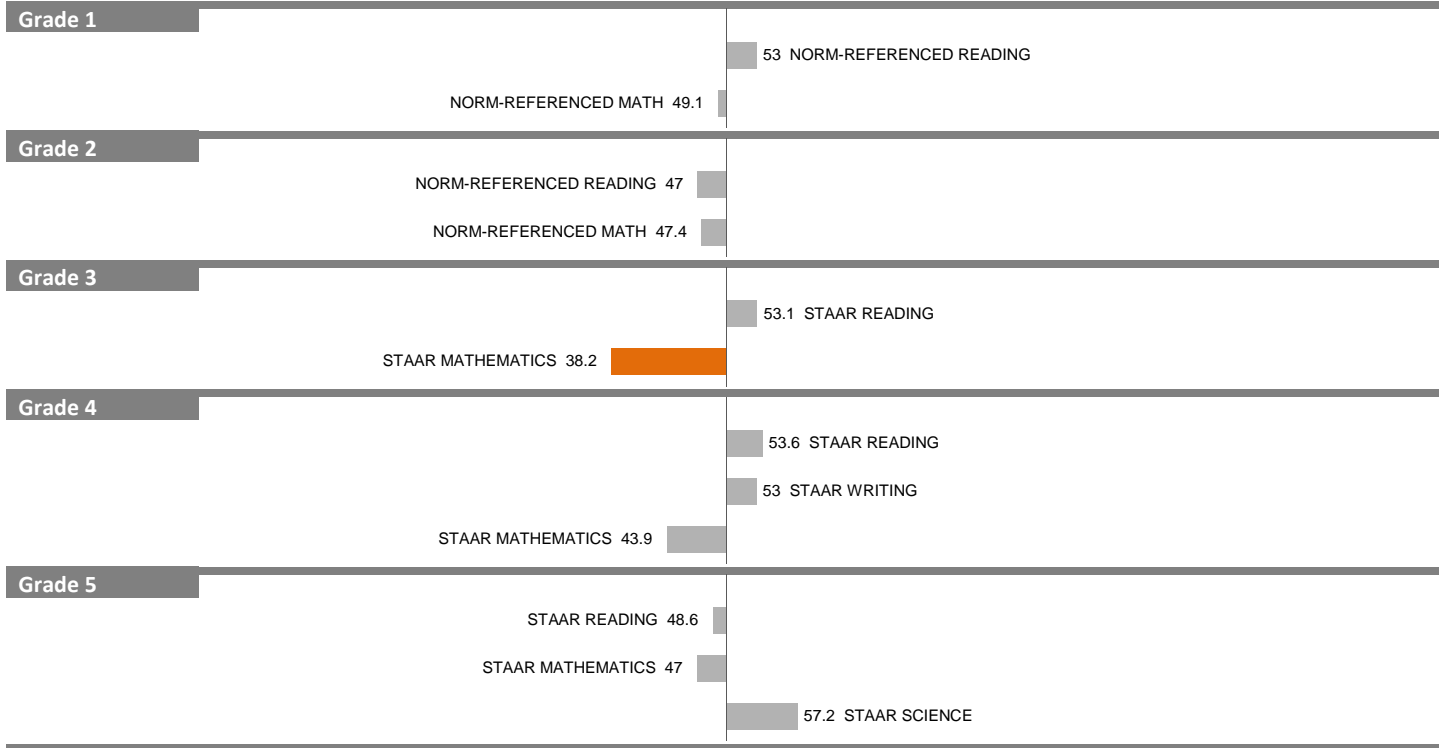 Grade 1
53 NORM-REFERENCED READING
NORM-REFERENCED MATH 49.1
Grade 2
NORM-REFERENCED READING 47
NORM-REFERENCED MATH 47.4
Grade 3
53.1 STAAR READING
STAAR MATHEMATICS 38.2
Grade 4
53.6 STAAR READING
53 STAAR WRITING
STAAR MATHEMATICS 43.9
Grade 5
STAAR READING 48.6
STAAR MATHEMATICS 47
57.2 STAAR SCIENCE